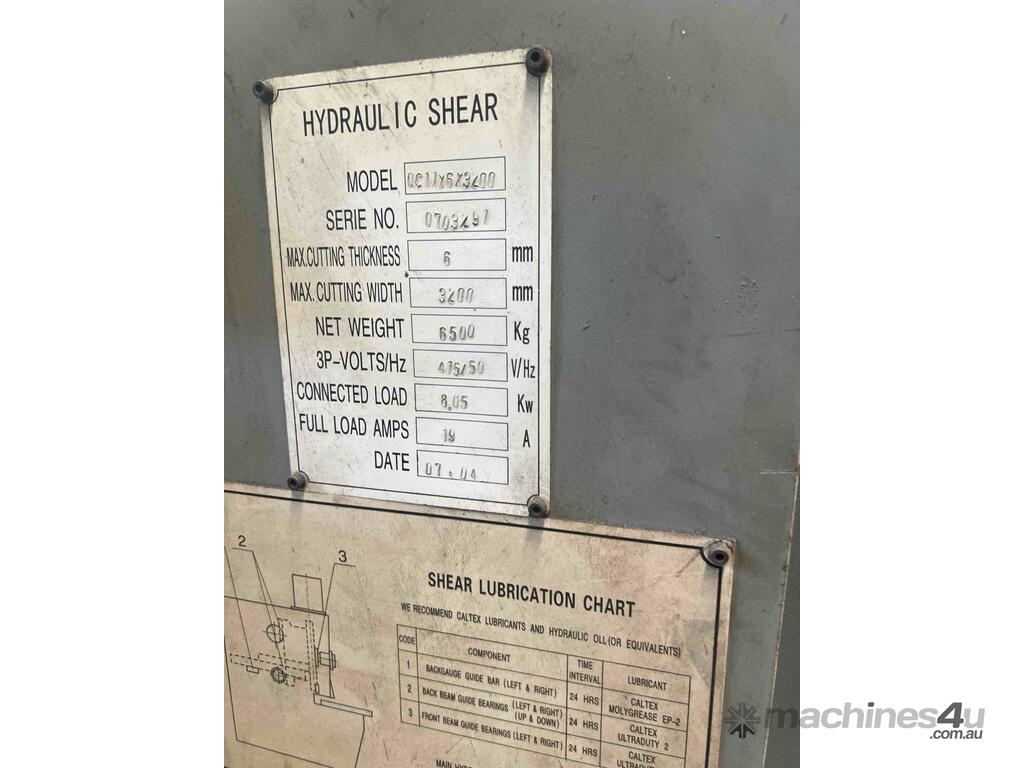 HYDRAULIC SHEAR
MODEL QC11Y6X3200
SERIE NO. 0703297
MAX.CUTTING THICKNESS 6 mm
MAX.CUTTING WIDTH 3200 mm
NET WEIGHT 6500 Kg
3P-VOLTS/Hz 415/50 V/Hz
CONNECTED LOAD 8.05 Kw
FULL LOAD AMPS 19 A
DATE 07.04
2
3
SHEAR LUBRICATION CHART
WE RECOMMEND CALTEX LUBRICANTS AND HYDRAULIC OLL(OR EQUIVALENTS)
CODE COMPONENT TIME INTERVAL LUBRICANT
1 BACKGAUGE GUIDE BAR (LEFT & RIGHT) 24 HRS CALTEX MOLYGREASE EP-2
2 BACK BEAM GUIDE BEARINGS (LEFT & RIGHT) (UP & DOWN) 24 HRS CALTEX ULTRADUTY 2
3 FRONT BEAM GUIDE BEARINGS (LEFT & RIGHT) 24 HRS CALTEX
machines4u
.com.au